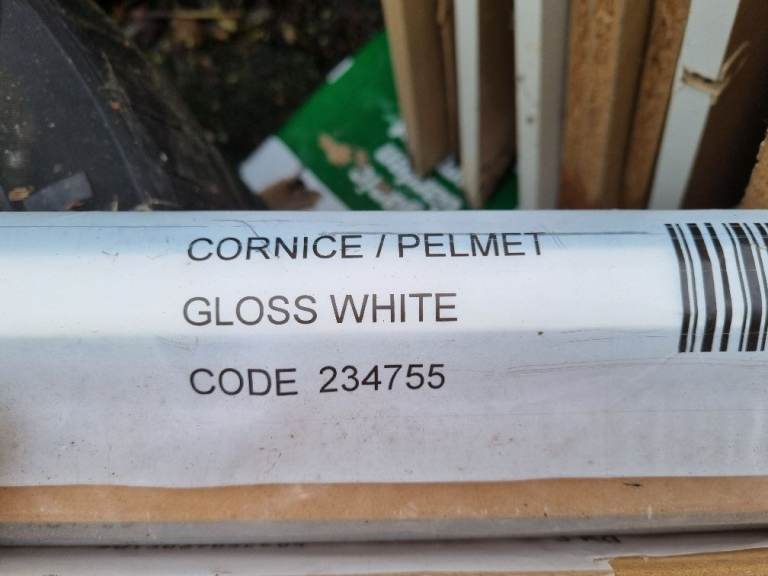 CORNICE / PELMET
GLOSS WHITE
CODE 234755